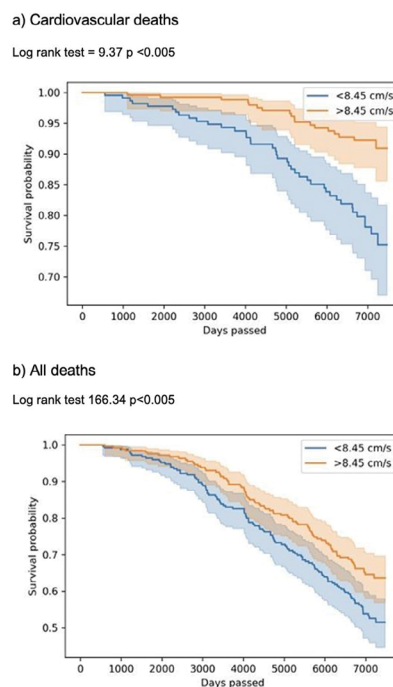 a) Cardiovascular deaths
Log rank test = 9.37 p <0.005
<8.45 cm/s
>8.45 cm/s
1.00
0.95
0.90
0.85
0.80
0.75
0.70
Survival probability
0 1000 2000 3000 4000 5000 6000 7000
Days passed
b) All deaths
Log rank test 166.34 p<0.005
<8.45 cm/s
>8.45 cm/s
1.0
0.9
0.8
0.7
0.6
0.5
Survival probability
0 1000 2000 3000 4000 5000 6000 7000
Days passed